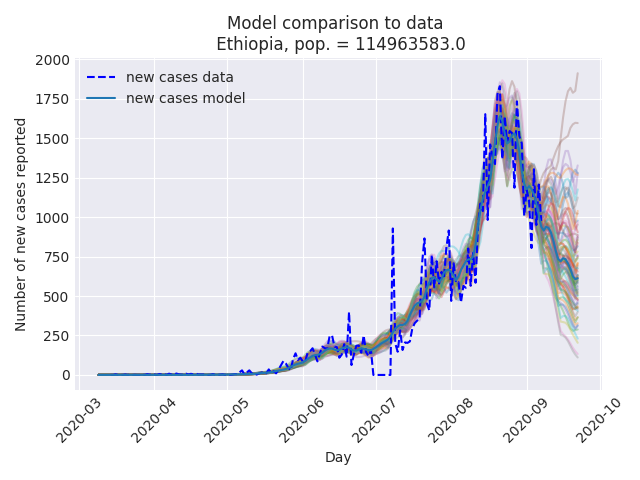 Model comparison to data
Ethiopia, pop. = 114963583.0
new cases data
new cases model
Number of new cases reported
2000
1750
1500
1250
1000
750
500
250
0
2020-03
2020-04
2020-05
2020-06
2020-07
2020-08
2020-09
2020-10
Day